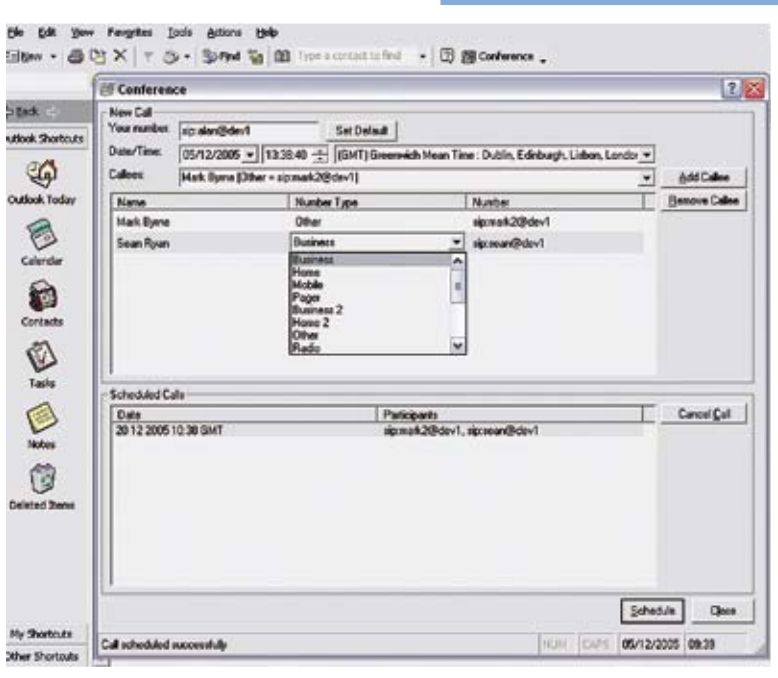 File Edit View Favorites Tools Actions Help
New Find Type a contact to find Conference
Conference
Back
Outlook Shortcuts
Outlook Today
Calendar
Contacts
Tasks
Notes
Deleted Items
My Shortcuts
Other Shortcuts
New Call
Your number: sip:alan@dev1 Set Default
Date/Time: 05/12/2005 13:38:40 (GMT) Greenwich Mean Time : Dublin, Edinburgh, Lisbon, London
Callees: Mark Byrne [Other = sip:mark2@dev1] Add Callee
Name Number Type Number Remove Callee
Mark Byrne Other sip:mark2@dev1
Sean Ryan Business sip:sean@dev1
Business
Home
Mobile
Pager
Business 2
Home 2
Other
Radio
Scheduled Calls
Date Participants Cancel Call
20 12 2005 10:38 GMT sip:mark2@dev1, sip:sean@dev1
Schedule Close
Call scheduled successfully NUM CAPS 05/12/2005 09:39